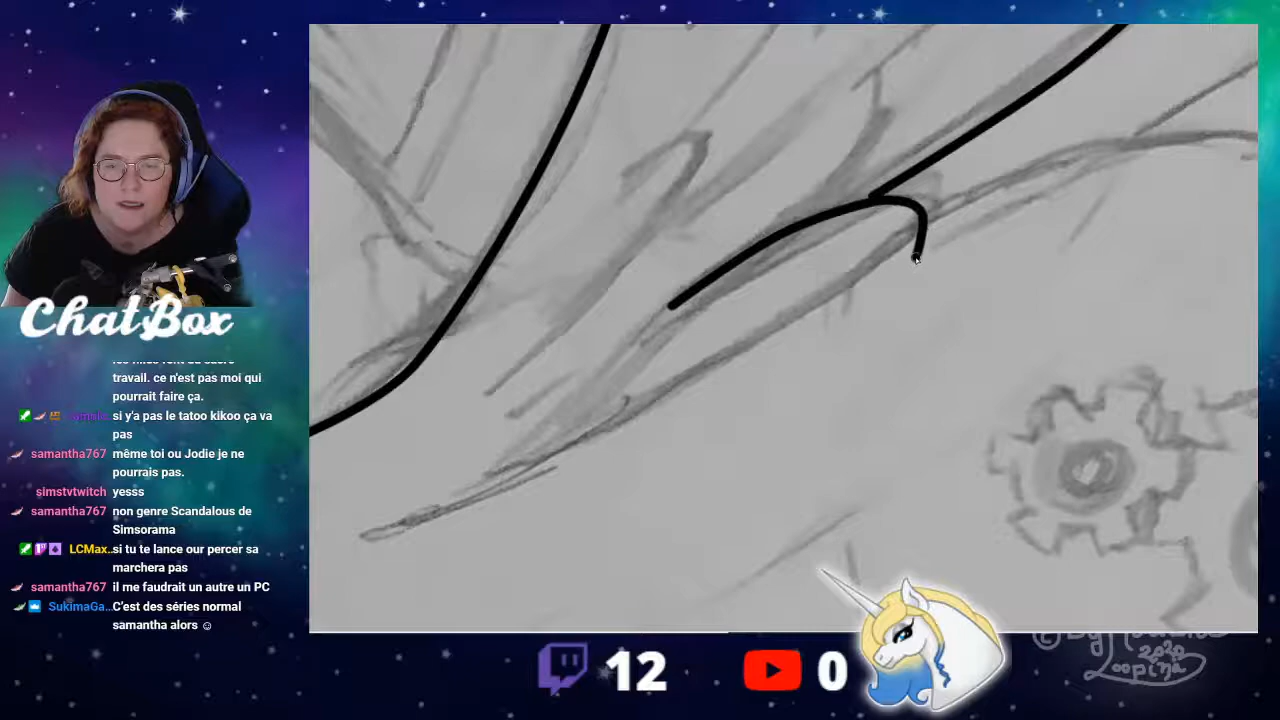 ChatBox
travail. ce n'est pas moi qui
pourrait faire ça.
si y'a pas le tatoo kikoo ça va
pas
samantha767 même toi ou Jodie je ne
pourrais pas.
simstvtwitch yesss
samantha767 non genre Scandalous de
Simsorama
LCMax.. si tu te lance our percer sa
marchera pas
samantha767 il me faudrait un autre un PC
SukimaGa.. C'est des séries normal
samantha alors ☺
12
0
©
2020
Loopina